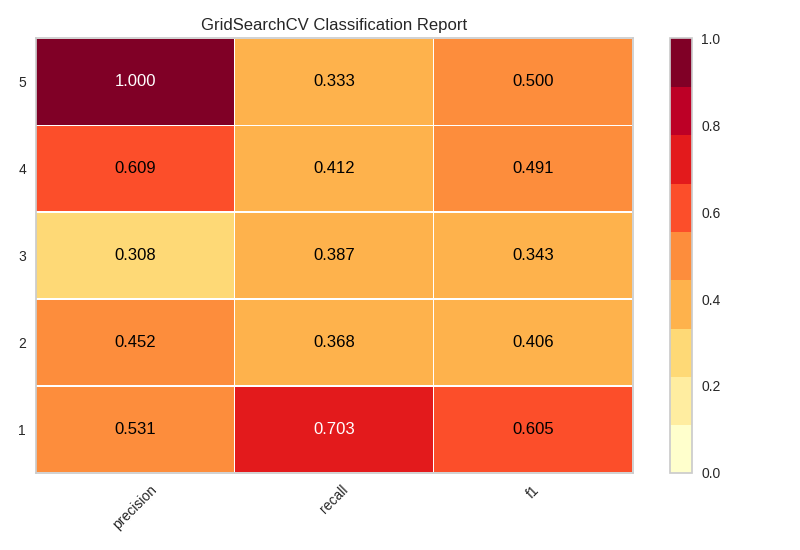 GridSearchCV Classification Report
5 1.000 0.333 0.500
4 0.609 0.412 0.491
3 0.308 0.387 0.343
2 0.452 0.368 0.406
1 0.531 0.703 0.605
precision recall f1
1.0
0.8
0.6
0.4
0.2
0.0